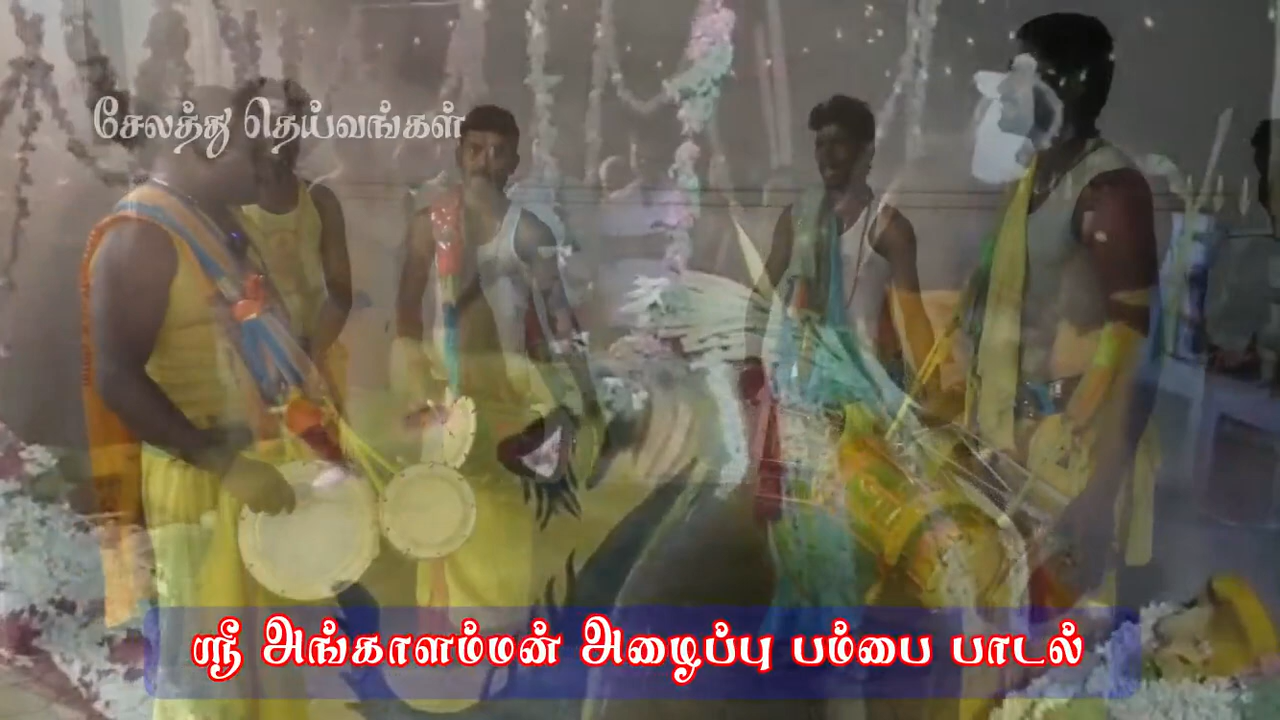 சேலத்து தெய்வங்கள்
ஸ்ரீ அங்காளம்மன் அழைப்பு பம்பை பாடல்